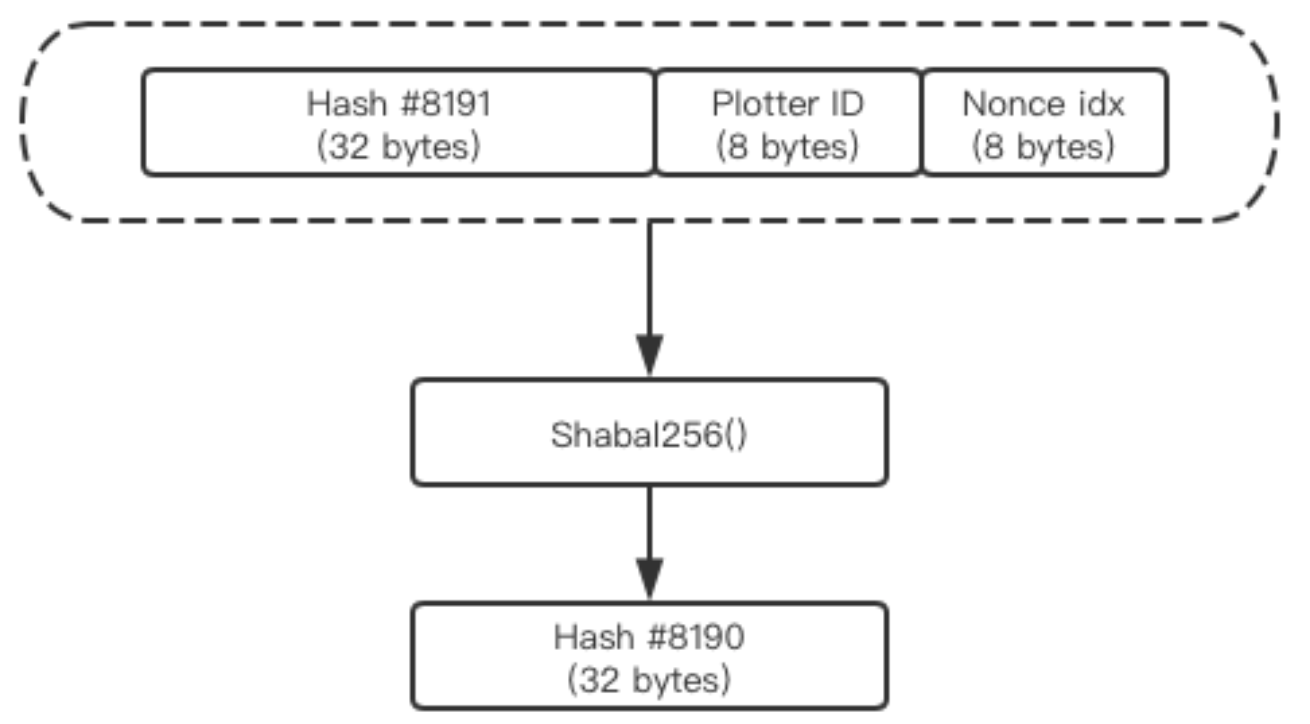 Hash #8191
(32 bytes)
Plotter ID
(8 bytes)
Nonce idx
(8 bytes)
Shabal256()
Hash #8190
(32 bytes)